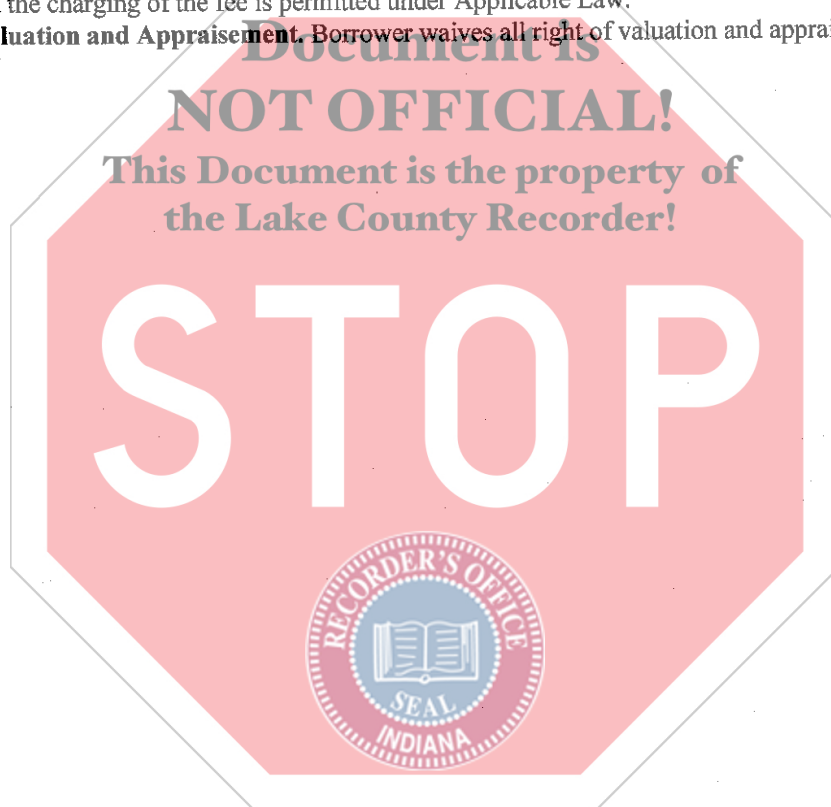 the charging of the fee is permitted under Applicable Law.
luation and Appraisement. Borrower waives all right of valuation and apprai
Document is
NOT OFFICIAL!
This Document is the property of
the Lake County Recorder!
STOP
RECORDER'S OFFICE
SEAL
INDIANA